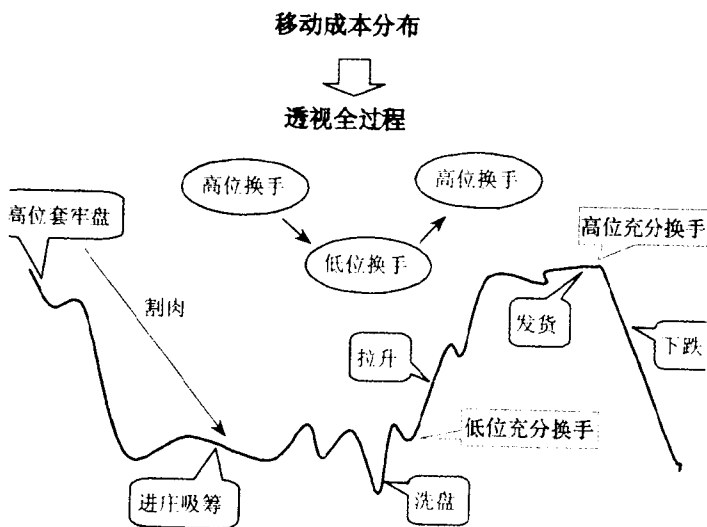 移动成本分布
透视全过程
高位换手
高位换手
低位换手
高位套牢盘
高位充分换手
割肉
发货
拉升
下跌
低位充分换手
进庄吸筹
洗盘